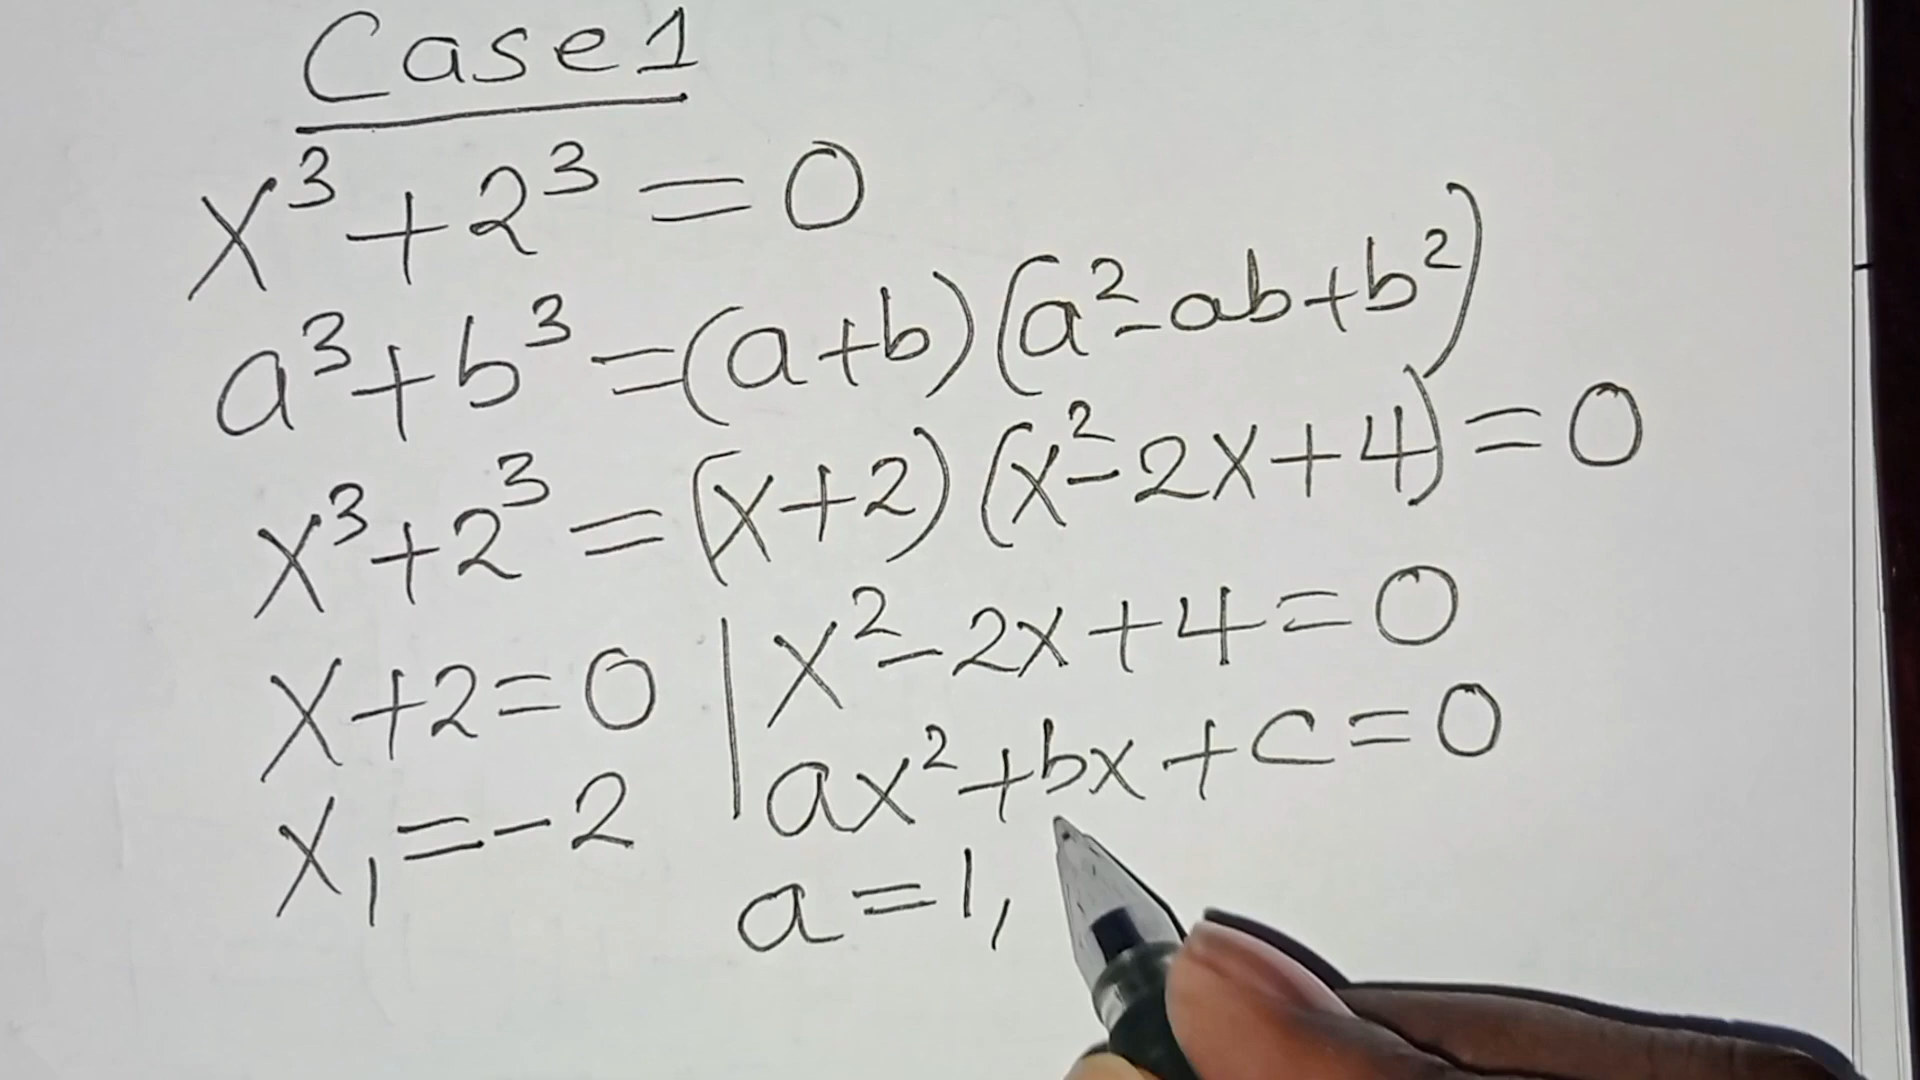 Case 1
x³+2³=0
a³+b³=(a+b)(a²-ab+b²)
x³+2³=(x+2)(x²-2x+4)=0
x+2=0 | x²-2x+4=0
ax²+bx+c=0
x₁=-2
a=1,